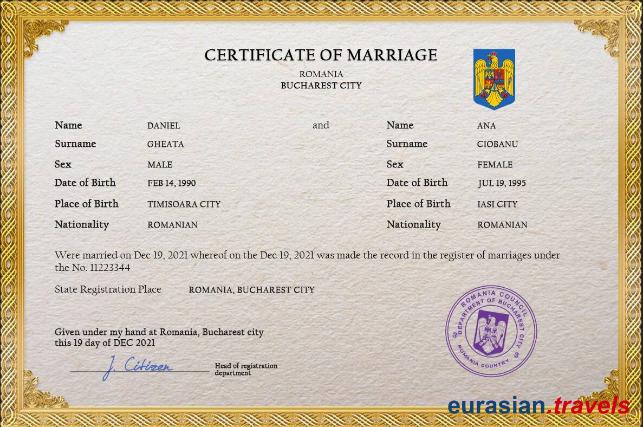 CERTIFICATE OF MARRIAGE
ROMANIA
BUCHAREST CITY
Name DANIEL and Name ANA
Surname GHEATA Surname CIOBANU
Sex MALE Sex FEMALE
Date of Birth FEB 14, 1990 Date of Birth JUL 19, 1995
Place of Birth TIMISOARA CITY Place of Birth IASI CITY
Nationality ROMANIAN Nationality ROMANIAN
Were married on Dec 19, 2021 whereof on the Dec 19, 2021 was made the record in the register of marriages under
the No. 11223344
State Registration Place ROMANIA, BUCHAREST CITY
ROMANIA COUNCIL
DEPARTMENT OF BUCHAREST CITY
ROMANIA COUNTRY
Given under my hand at Romania, Bucharest city
this 19 day of DEC 2021
J. Citizen Head of registration
department
eurasian.travels